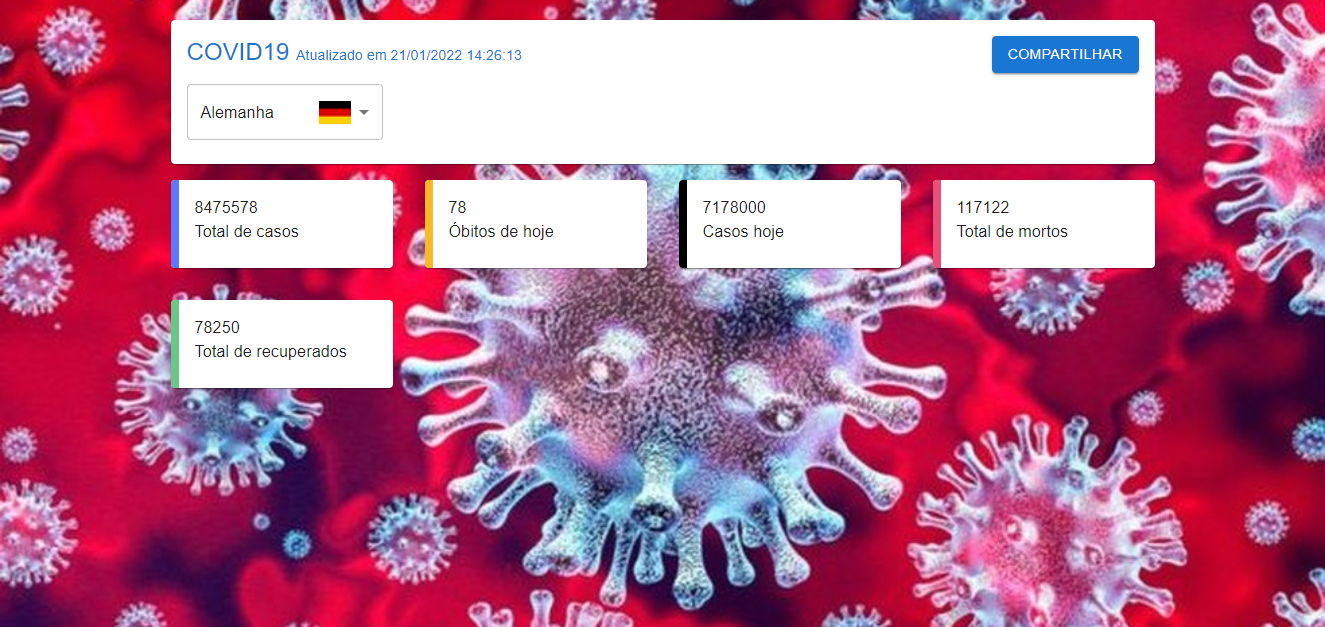 COVID19 Atualizado em 21/01/2022 14:26:13
COMPARTILHAR
Alemanha
8475578
Total de casos
78
Óbitos de hoje
7178000
Casos hoje
117122
Total de mortos
78250
Total de recuperados